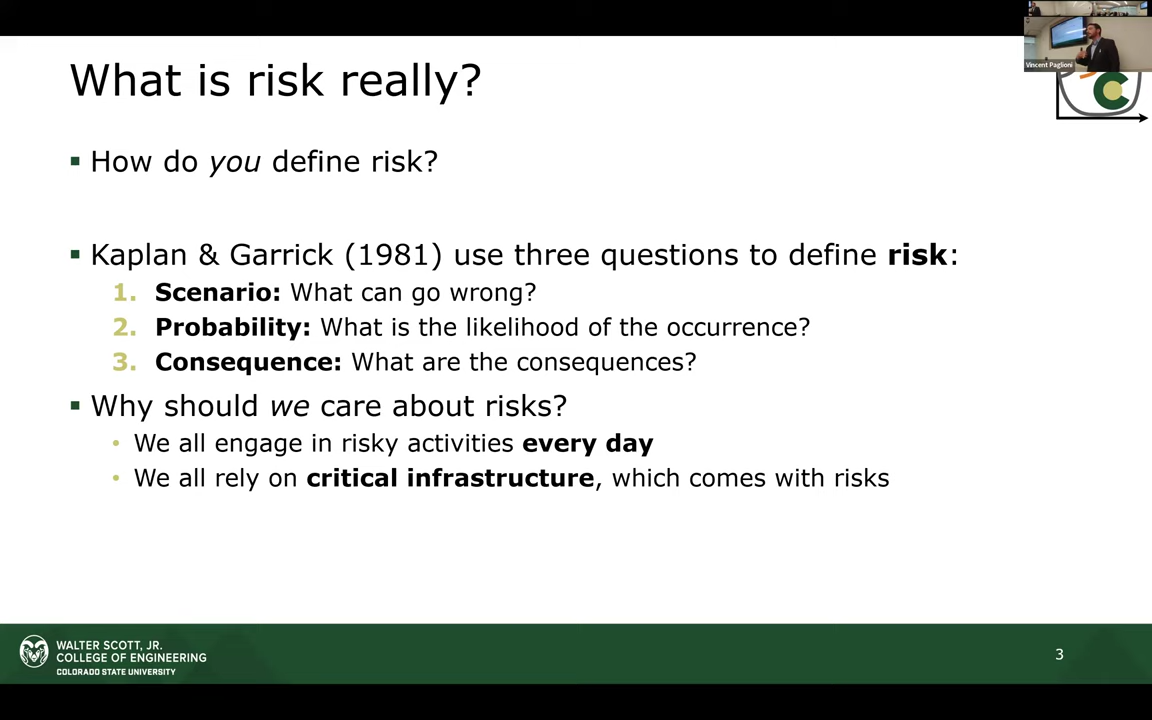 What is risk really?
Vincent Paglioni
▪ How do you define risk?
▪ Kaplan & Garrick (1981) use three questions to define risk:
1. Scenario: What can go wrong?
2. Probability: What is the likelihood of the occurrence?
3. Consequence: What are the consequences?
▪ Why should we care about risks?
• We all engage in risky activities every day
• We all rely on critical infrastructure, which comes with risks
WALTER SCOTT, JR.
COLLEGE OF ENGINEERING
COLORADO STATE UNIVERSITY
3